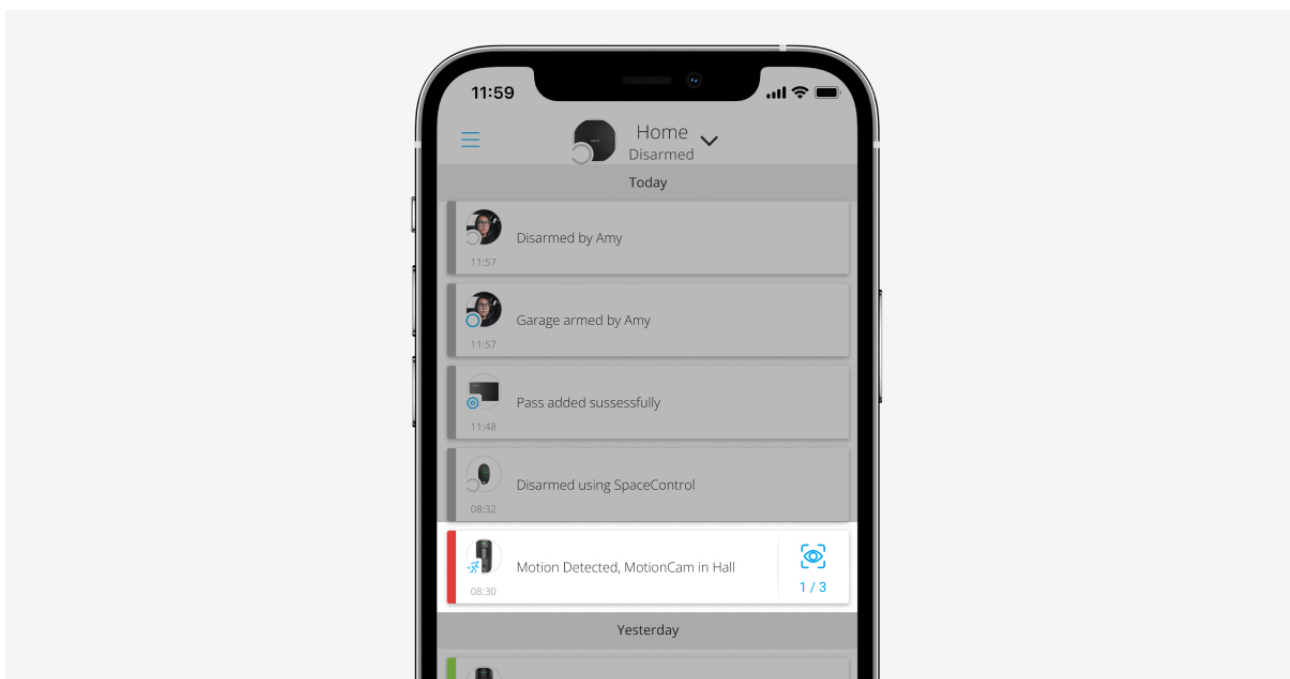 11:59
Home
Disarmed
Today
Disarmed by Amy
11:57
Garage armed by Amy
11:57
Pass added sussessfully
11:48
Disarmed using SpaceControl
08:32
Motion Detected, MotionCam in Hall
1 / 3
08:30
Yesterday